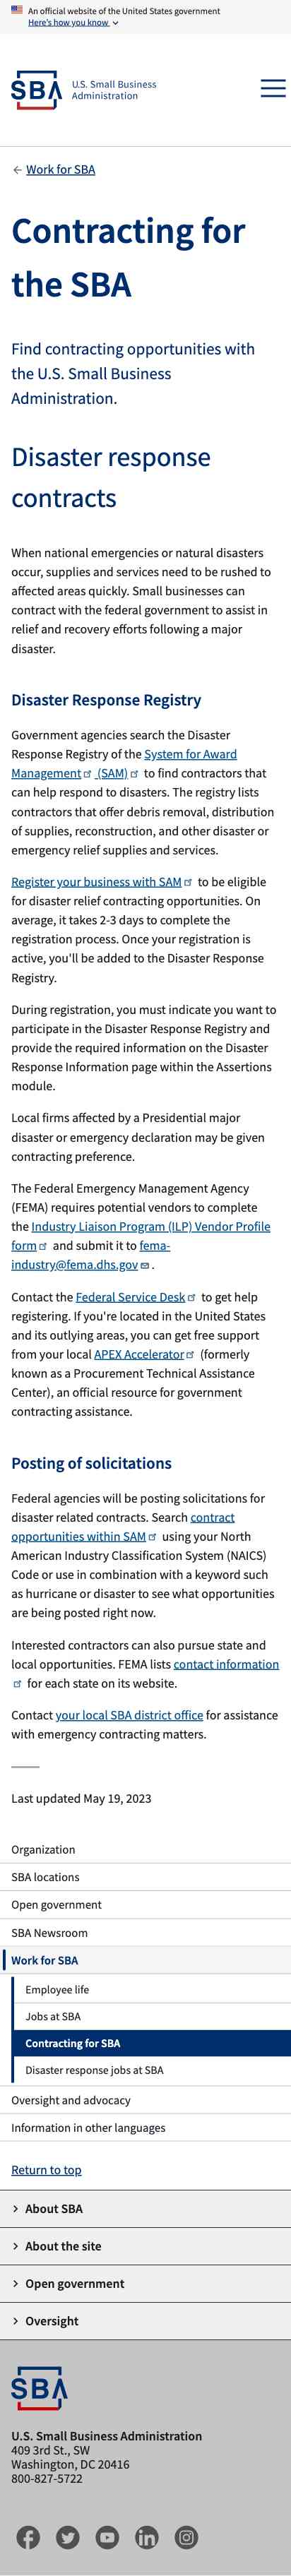 An official website of the United States government
Here's how you know
SBA
U.S. Small Business
Administration
Work for SBA
Contracting for
the SBA
Find contracting opportunities with
the U.S. Small Business
Administration.
Disaster response
contracts
When national emergencies or natural disasters
occur, supplies and services need to be rushed to
affected areas quickly. Small businesses can
contract with the federal government to assist in
relief and recovery efforts following a major
disaster.
Disaster Response Registry
Government agencies search the Disaster
Response Registry of the System for Award
Management (SAM) to find contractors that
can help respond to disasters. The registry lists
contractors that offer debris removal, distribution
of supplies, reconstruction, and other disaster or
emergency relief supplies and services.
Register your business with SAM to be eligible
for disaster relief contracting opportunities. On
average, it takes 2-3 days to complete the
registration process. Once your registration is
active, you'll be added to the Disaster Response
Registry.
During registration, you must indicate you want to
participate in the Disaster Response Registry and
provide the required information on the Disaster
Response Information page within the Assertions
module.
Local firms affected by a Presidential major
disaster or emergency declaration may be given
contracting preference.
The Federal Emergency Management Agency
(FEMA) requires potential vendors to complete
the Industry Liaison Program (ILP) Vendor Profile
form and submit it to fema-
industry@fema.dhs.gov .
Contact the Federal Service Desk to get help
registering. If you're located in the United States
and its outlying areas, you can get free support
from your local APEX Accelerator (formerly
known as a Procurement Technical Assistance
Center), an official resource for government
contracting assistance.
Posting of solicitations
Federal agencies will be posting solicitations for
disaster related contracts. Search contract
opportunities within SAM using your North
American Industry Classification System (NAICS)
Code or use in combination with a keyword such
as hurricane or disaster to see what opportunities
are being posted right now.
Interested contractors can also pursue state and
local opportunities. FEMA lists contact information
for each state on its website.
Contact your local SBA district office for assistance
with emergency contracting matters.
Last updated May 19, 2023
Organization
SBA locations
Open government
SBA Newsroom
Work for SBA
Employee life
Jobs at SBA
Contracting for SBA
Disaster response jobs at SBA
Oversight and advocacy
Information in other languages
Return to top
About SBA
About the site
Open government
Oversight
SBA
U.S. Small Business Administration
409 3rd St., SW
Washington, DC 20416
800-827-5722